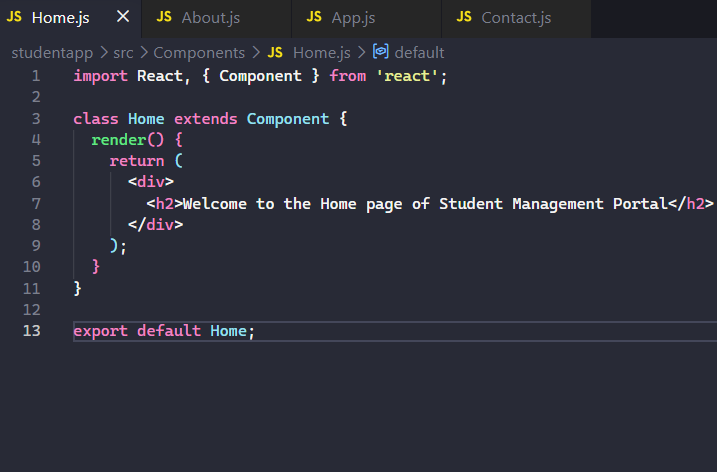 JS Home.js × JS About.js JS App.js JS Contact.js
studentapp > src > Components > JS Home.js > default
1 import React, { Component } from 'react';
2
3 class Home extends Component {
4 render() {
5 return (
6 <div>
7 <h2>Welcome to the Home page of Student Management Portal</h2>
8 </div>
9 );
10 }
11 }
12
13 export default Home;